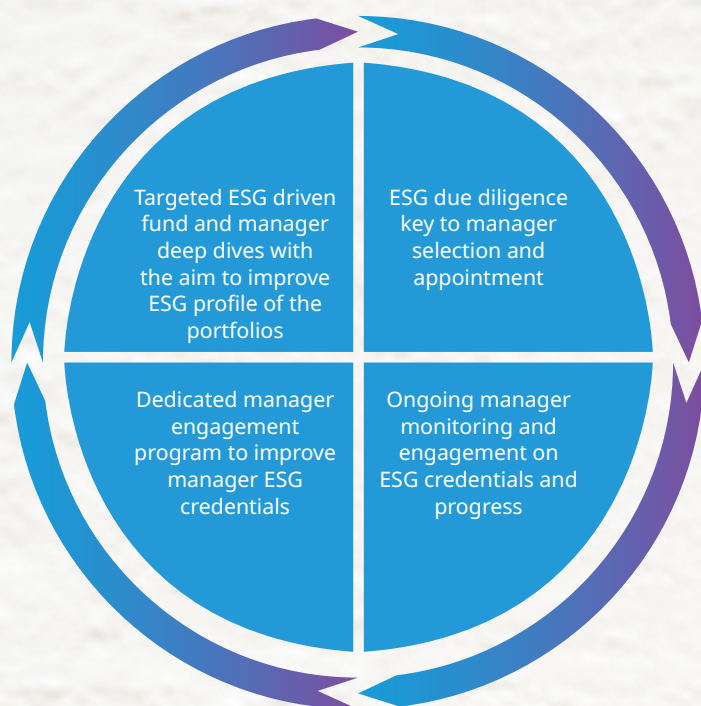 Targeted ESG driven
fund and manager
deep dives with
the aim to improve
ESG profile of the
portfolios
ESG due diligence
key to manager
selection and
appointment
Dedicated manager
engagement
program to improve
manager ESG
credentials
Ongoing manager
monitoring and
engagement on
ESG credentials and
progress